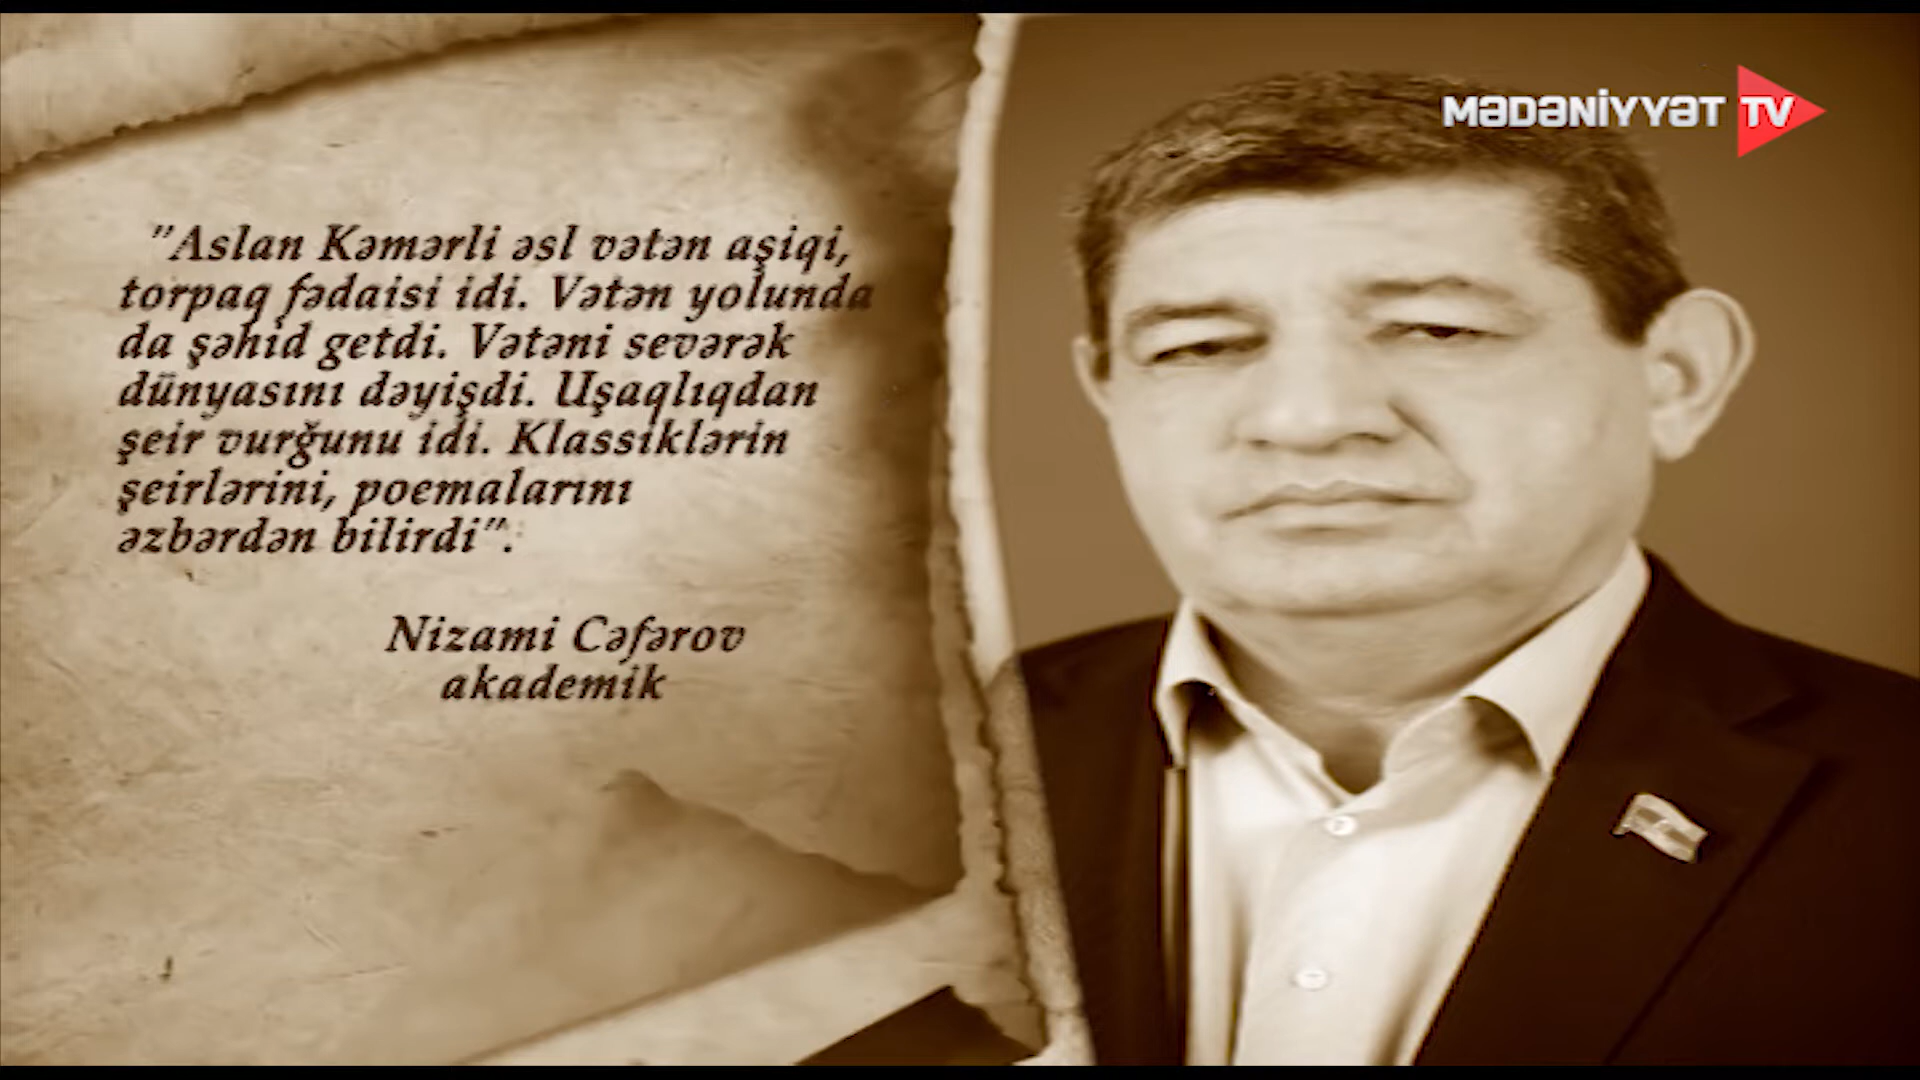 MƏDƏNİYYƏT TV
"Aslan Kəmərli əsl vətən aşiqi,
torpaq fədaisi idi. Vətən yolunda
da şəhid getdi. Vətəni sevərək
dünyasını dəyişdi. Uşaqlıqdan
şeir vurğunu idi. Klassiklərin
şeirlərini, poemalarını
əzbərdən bilirdi".
Nizami Cəfərov
akademik